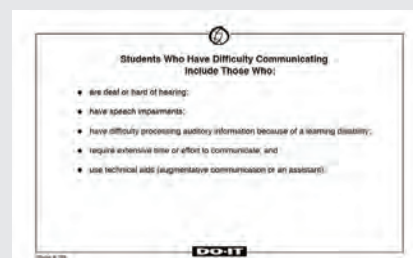 Students Who Have Difficulty Communicating
Include Those Who:
• are deaf or hard of hearing;
• have speech impairments;
• have difficulty processing auditory information because of a learning disability;
• require extensive time or effort to communicate; and
• use technical aids (augmentative communication or an assistant).
DO-IT